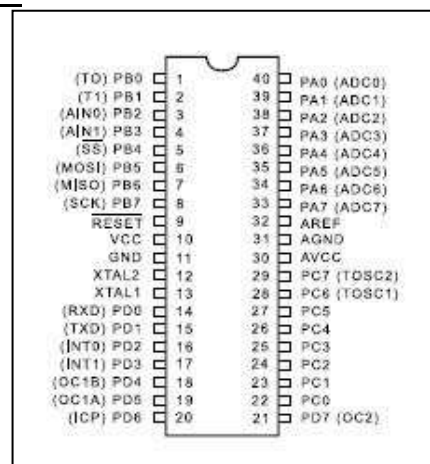 (T0) PB0 1 40 PA0 (ADC0)
(T1) PB1 2 39 PA1 (ADC1)
(AIN0) PB2 3 38 PA2 (ADC2)
(AIN1) PB3 4 37 PA3 (ADC3)
(SS) PB4 5 36 PA4 (ADC4)
(MOSI) PB5 6 35 PA5 (ADC5)
(MISO) PB6 7 34 PA6 (ADC6)
(SCK) PB7 8 33 PA7 (ADC7)
RESET 9 32 AREF
VCC 10 31 AGND
GND 11 30 AVCC
XTAL2 12 29 PC7 (TOSC2)
XTAL1 13 28 PC6 (TOSC1)
(RXD) PD0 14 27 PC5
(TXD) PD1 15 26 PC4
(INT0) PD2 16 25 PC3
(INT1) PD3 17 24 PC2
(OC1B) PD4 18 23 PC1
(OC1A) PD5 19 22 PC0
(ICP) PD6 20 21 PD7 (OC2)